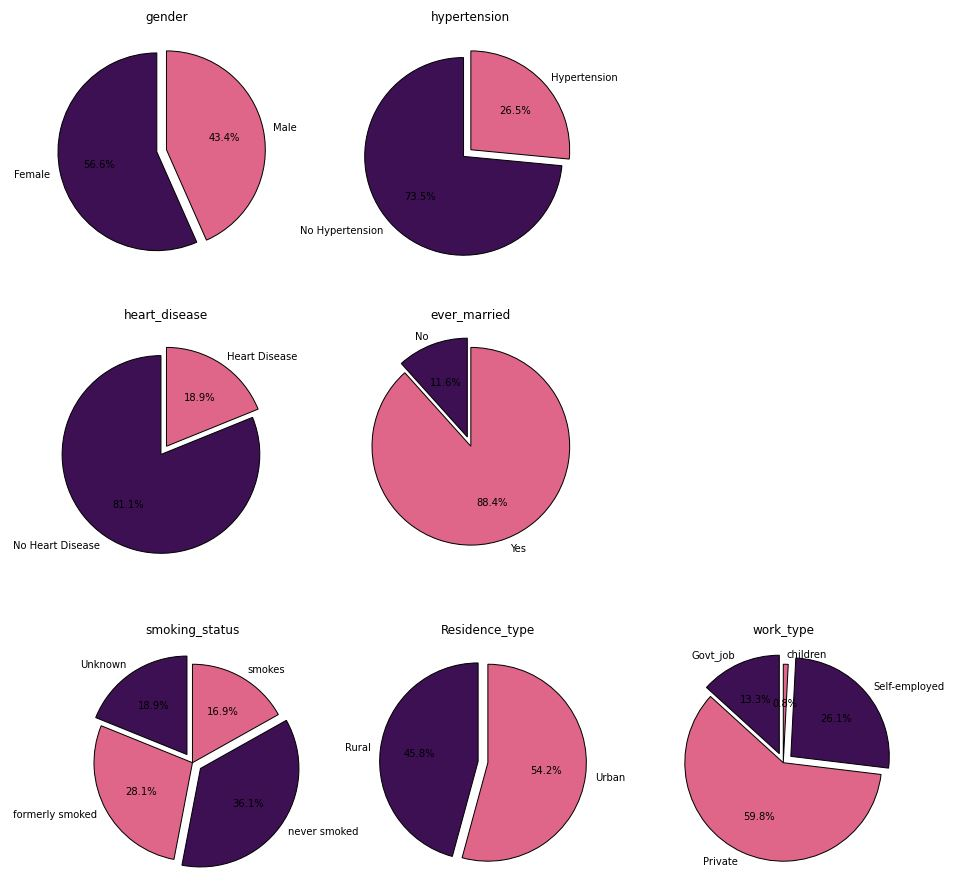 gender
Male
43.4%
56.6%
Female
hypertension
Hypertension
26.5%
73.5%
No Hypertension
heart_disease
Heart Disease
18.9%
81.1%
No Heart Disease
ever_married
No
11.6%
88.4%
Yes
smoking_status
Unknown
smokes
18.9%
16.9%
28.1%
36.1%
formerly smoked
never smoked
Residence_type
Rural
45.8%
54.2%
Urban
work_type
Govt_job
children
Self-employed
13.3%
0.8%
26.1%
59.8%
Private